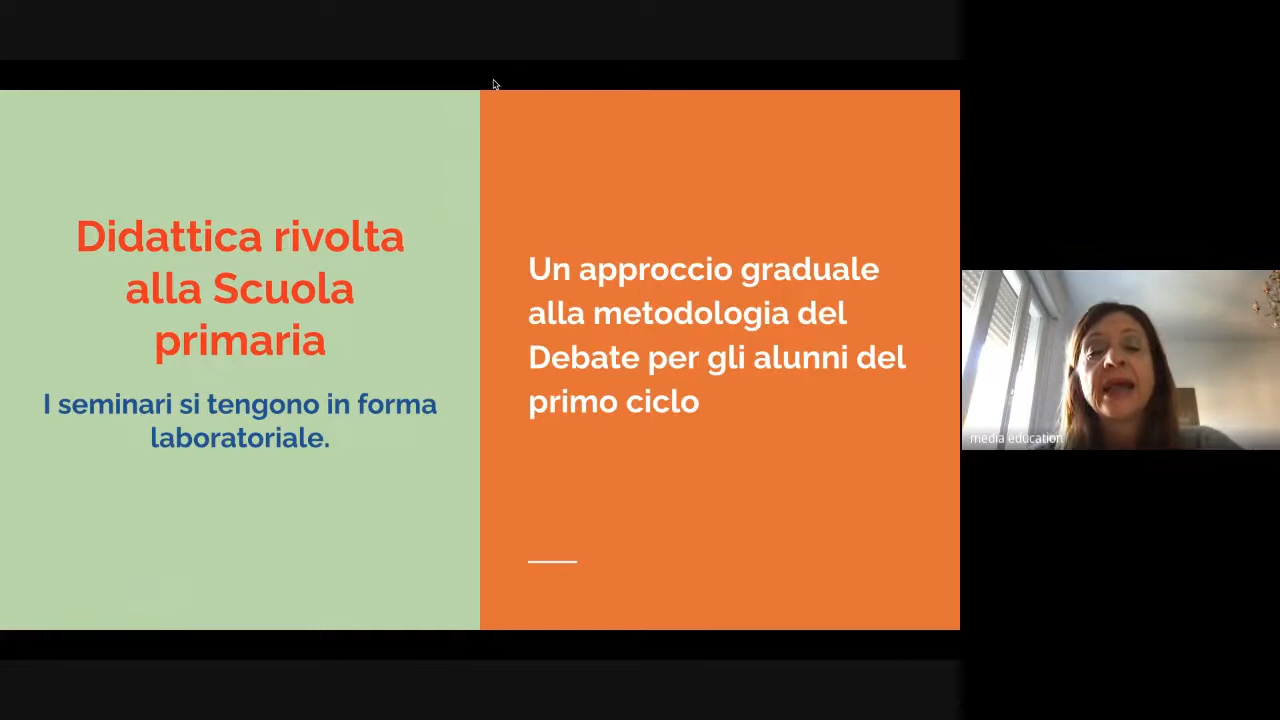 Didattica rivolta
alla Scuola
primaria
I seminari si tengono in forma
laboratoriale.
Un approccio graduale
alla metodologia del
Debate per gli alunni del
primo ciclo
media education